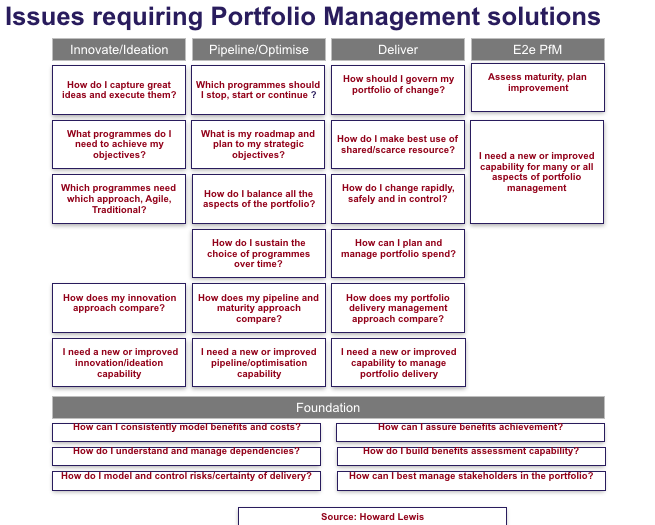 Issues requiring Portfolio Management solutions
Innovate/Ideation
Pipeline/Optimise
Deliver
E2e PfM
How do I capture great
ideas and execute them?
Which programmes should
I stop, start or continue ?
How should I govern my
portfolio of change?
Assess maturity, plan
improvement
What programmes do I
need to achieve my
objectives?
What is my roadmap and
plan to my strategic
objectives?
How do I make best use of
shared/scarce resource?
I need a new or improved
capability for many or all
aspects of portfolio
management
Which programmes need
which approach, Agile,
Traditional?
How do I balance all the
aspects of the portfolio?
How do I change rapidly,
safely and in control?
How do I sustain the
choice of programmes
over time?
How can I plan and
manage portfolio spend?
How does my innovation
approach compare?
How does my pipeline and
maturity approach
compare?
How does my portfolio
delivery management
approach compare?
I need a new or improved
innovation/ideation
capability
I need a new or improved
pipeline/optimisation
capability
I need a new or improved
capability to manage
portfolio delivery
Foundation
How can I consistently model benefits and costs?
How can I assure benefits achievement?
How do I understand and manage dependencies?
How do I build benefits assessment capability?
How do I model and control risks/certainty of delivery?
How can I best manage stakeholders in the portfolio?
Source: Howard Lewis